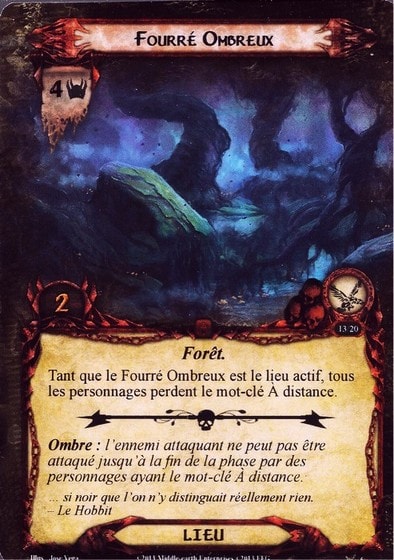 Fourré Ombreux
4
2
13/20
Forêt.
Tant que le Fourré Ombreux est le lieu actif, tous
les personnages perdent le mot-clé À distance.
Ombre : l'ennemi attaquant ne peut pas être
attaqué jusqu'à la fin de la phase par des
personnages ayant le mot-clé À distance.
... si noir que l'on n'y distinguait réellement rien.
– Le Hobbit
LIEU